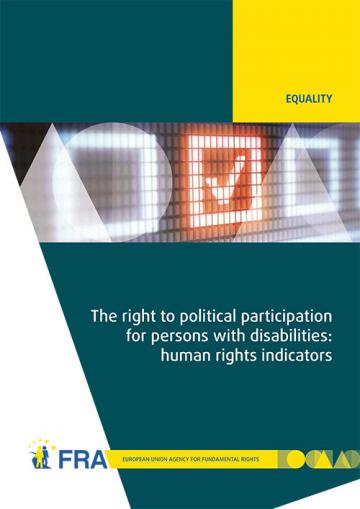 EQUALITY
The right to political participation
for persons with disabilities:
human rights indicators
FRA
EUROPEAN UNION AGENCY FOR FUNDAMENTAL RIGHTS